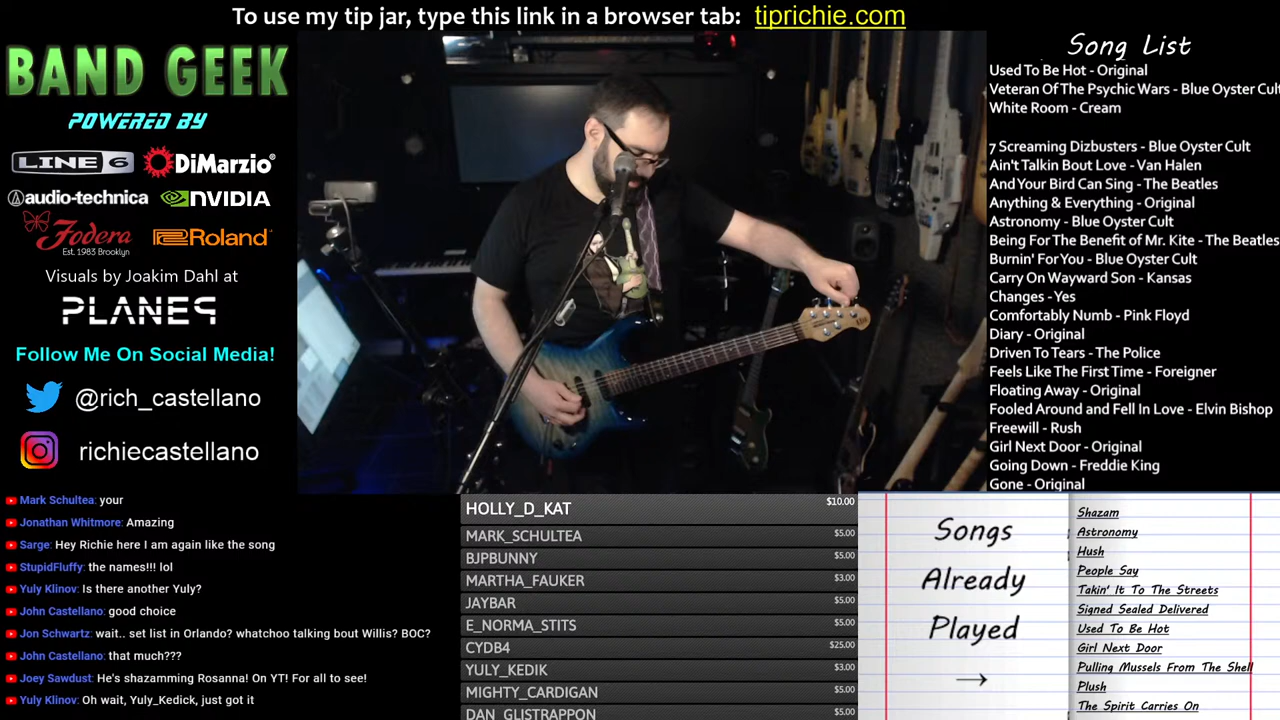 To use my tip jar, type this link in a browser tab: tiprichie.com
BAND GEEK
POWERED BY
LINE 6
DiMarzio
audio-technica
NVIDIA
Fodera
Est. 1983 Brooklyn
Roland
Visuals by Joakim Dahl at
PLANE9
Follow Me On Social Media!
@rich_castellano
richiecastellano
Mark Schultea: your
Jonathan Whitmore: Amazing
Sarge: Hey Richie here I am again like the song
StupidFluffy: the names!!! lol
Yuly Klinov: Is there another Yuly?
John Castellano: good choice
Jon Schwartz: wait.. set list in Orlando? whatchoo talking bout Willis? BOC?
John Castellano: that much???
Joey Sawdust: He's shazamming Rosanna! On YT! For all to see!
Yuly Klinov: Oh wait, Yuly_Kedick, just got it
HOLLY_D_KAT $10.00
MARK_SCHULTEA $5.00
BJPBUNNY $5.00
MARTHA_FAUKER $3.00
JAYBAR $5.00
E_NORMA_STITS $5.00
CYDB4 $25.00
YULY_KEDIK $3.00
MIGHTY_CARDIGAN $5.00
DAN_GLISTRAPPON $5.00
Song List
Used To Be Hot - Original
Veteran Of The Psychic Wars - Blue Oyster Cult
White Room - Cream
7 Screaming Dizbusters - Blue Oyster Cult
Ain't Talkin Bout Love - Van Halen
And Your Bird Can Sing - The Beatles
Anything & Everything - Original
Astronomy - Blue Oyster Cult
Being For The Benefit of Mr. Kite - The Beatles
Burnin' For You - Blue Oyster Cult
Carry On Wayward Son - Kansas
Changes - Yes
Comfortably Numb - Pink Floyd
Diary - Original
Driven To Tears - The Police
Feels Like The First Time - Foreigner
Floating Away - Original
Fooled Around and Fell In Love - Elvin Bishop
Freewill - Rush
Girl Next Door - Original
Going Down - Freddie King
Gone - Original
Songs
Already
Played
→
Shazam
Astronomy
Hush
People Say
Takin' It To The Streets
Signed Sealed Delivered
Used To Be Hot
Girl Next Door
Pulling Mussels From The Shell
Plush
The Spirit Carries On